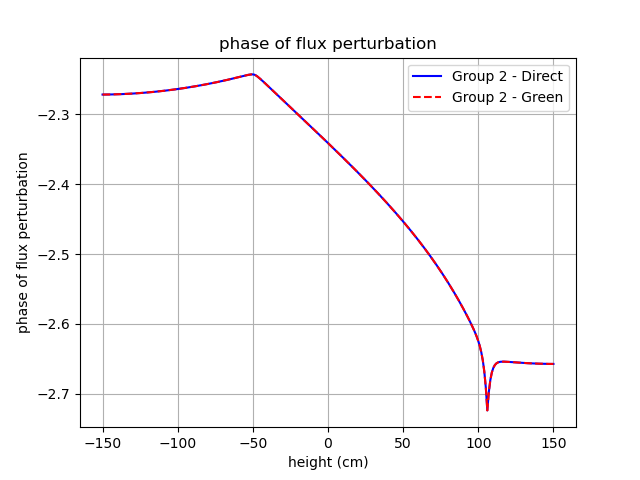 phase of flux perturbation
Group 2 - Direct
Group 2 - Green
−2.3
−2.4
−2.5
−2.6
−2.7
phase of flux perturbation
−150
−100
−50
0
50
100
150
height (cm)